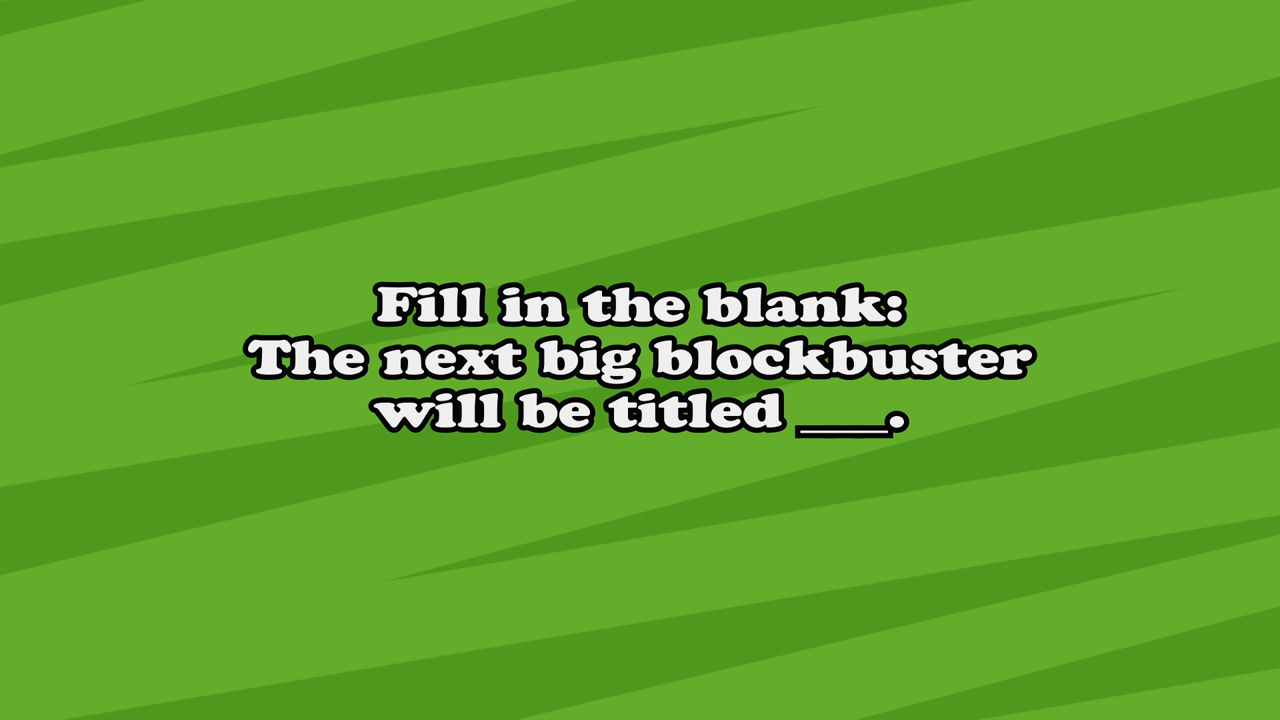 Fill in the blank:
The next big blockbuster
will be titled ___.